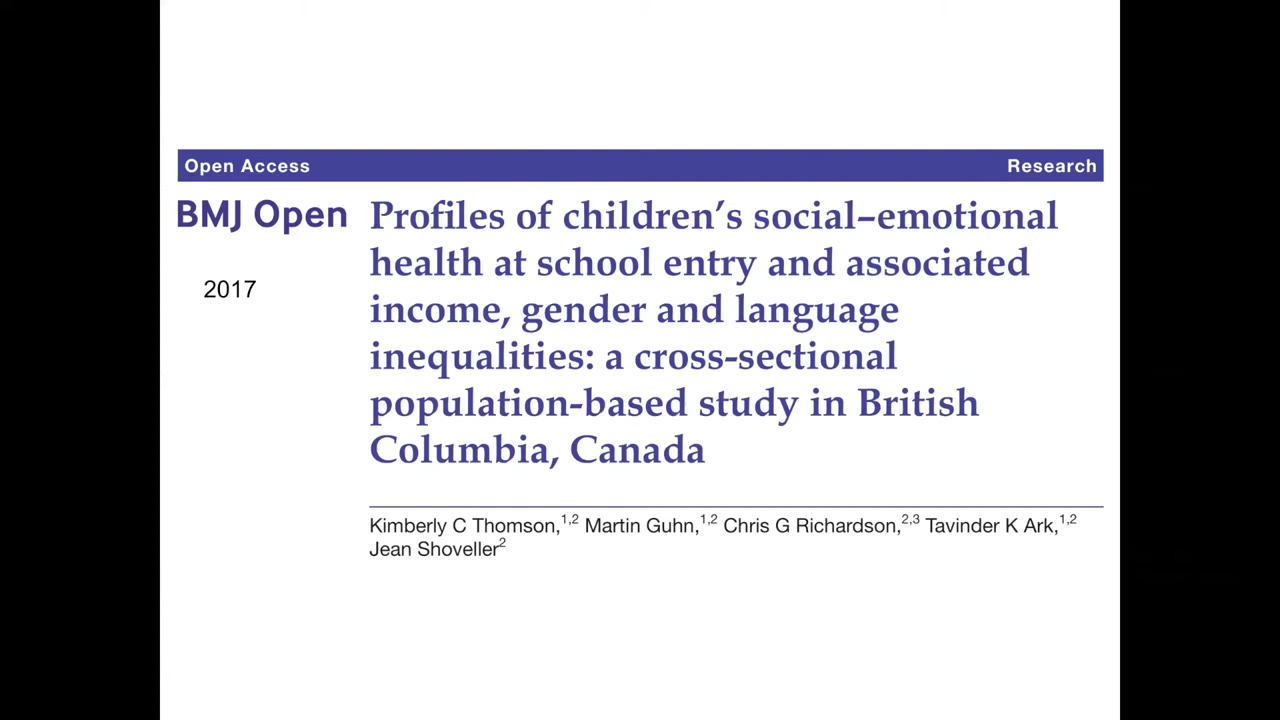 Open Access
Research
BMJ Open
2017
Profiles of children’s social–emotional
health at school entry and associated
income, gender and language
inequalities: a cross-sectional
population-based study in British
Columbia, Canada
Kimberly C Thomson,1,2 Martin Guhn,1,2 Chris G Richardson,2,3 Tavinder K Ark,1,2
Jean Shoveller2